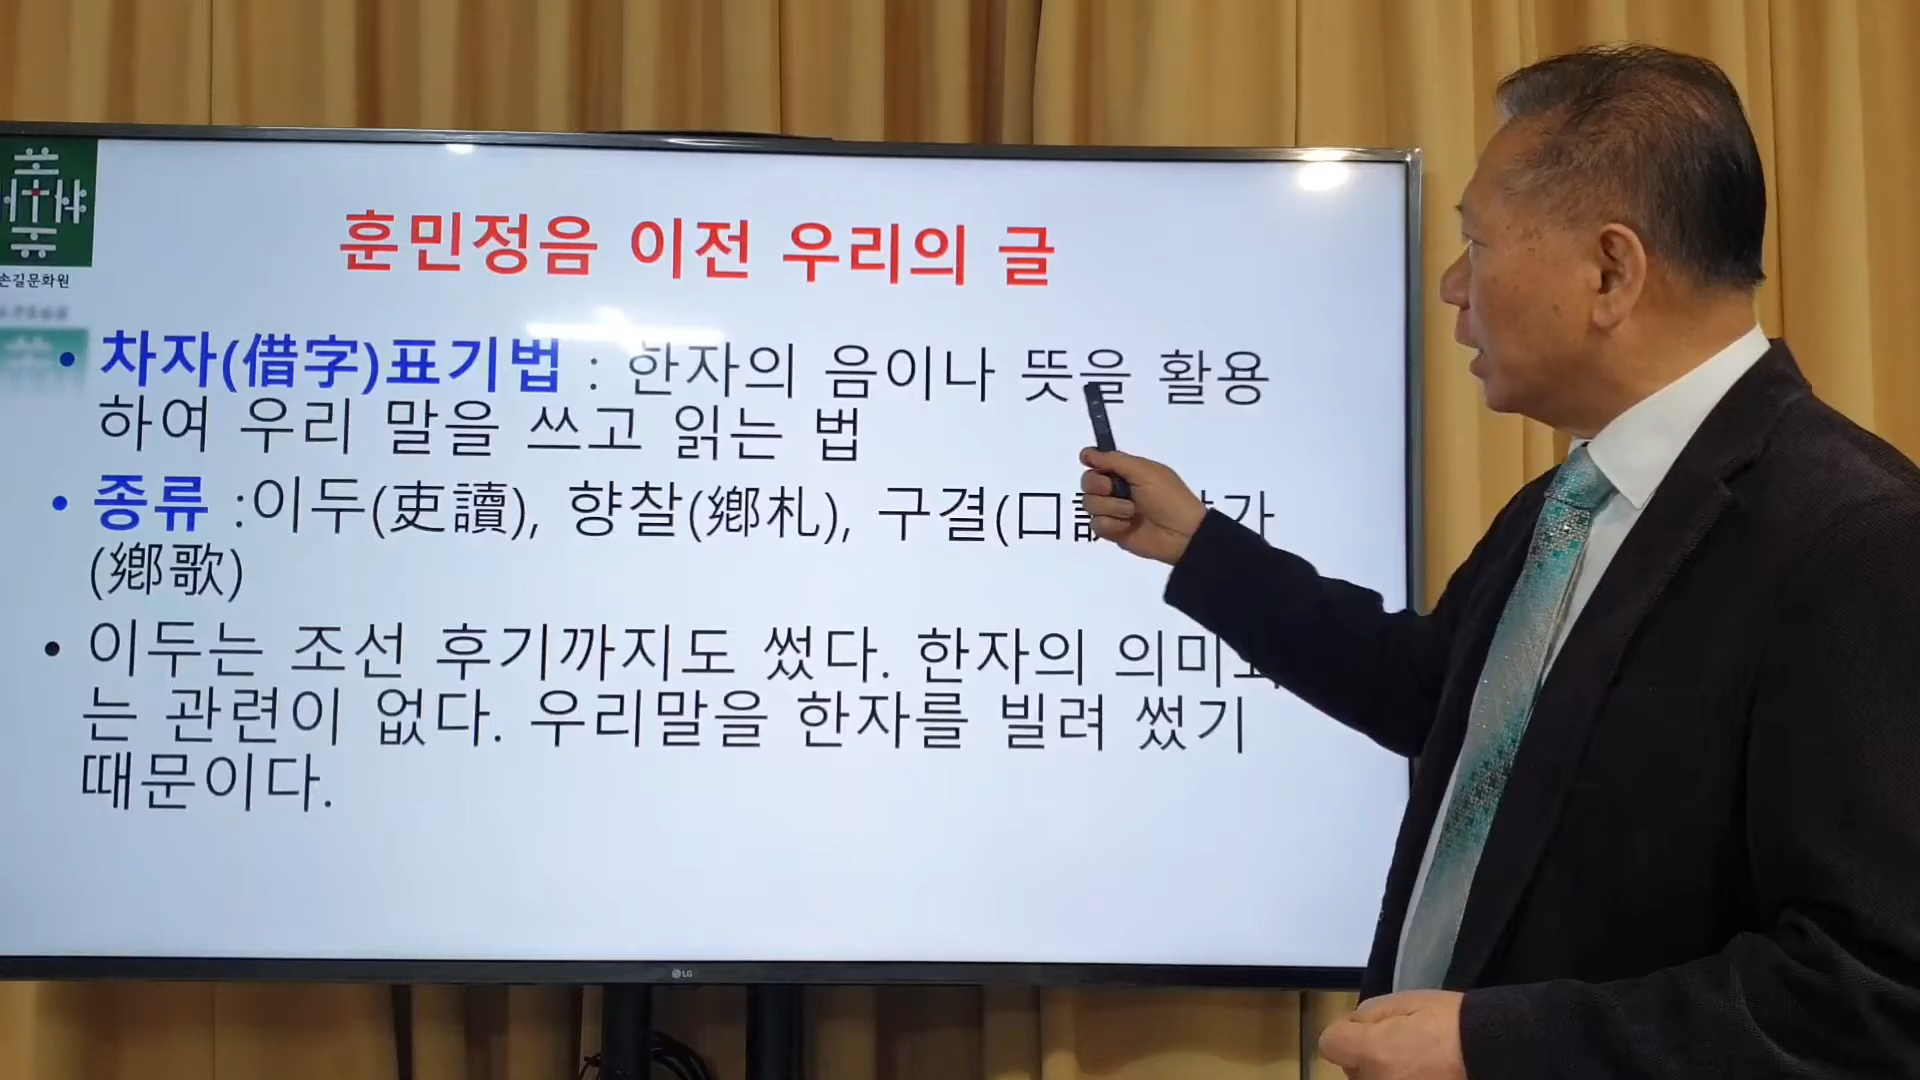 훈민정음 이전 우리의 글
손길문화원
• 차자(借字)표기법 : 한자의 음이나 뜻을 활용
하여 우리 말을 쓰고 읽는 법
• 종류 :이두(吏讀), 향찰(鄕札), 구결(口
(鄕歌)
• 이두는 조선 후기까지도 썼다. 한자의
는 관련이 없다. 우리말을 한자를 빌려 썼기
때문이다.
LG